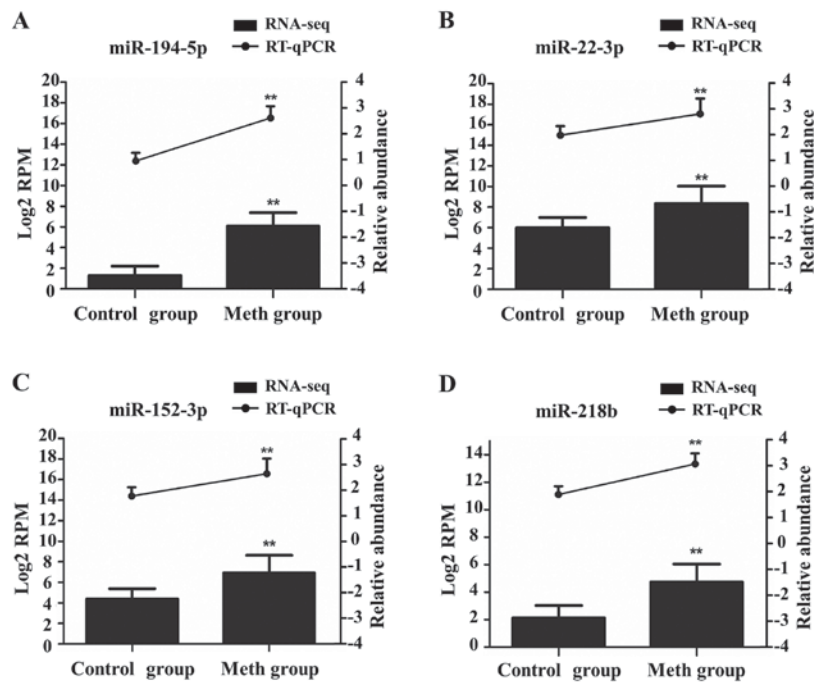 A
miR-194-5p
RNA-seq
RT-qPCR
Log2 RPM
20
18
16
14
12
10
8
6
4
2
0
**
**
4
3
2
1
0
-1
-2
-3
-4
Relative abundance
Control group
Meth group
B
miR-22-3p
RNA-seq
RT-qPCR
Log2 RPM
20
18
16
14
12
10
8
6
4
2
0
**
**
4
3
2
1
0
-1
-2
-3
-4
Relative abundance
Control group
Meth group
C
miR-152-3p
RNA-seq
RT-qPCR
Log2 RPM
20
18
16
14
12
10
8
6
4
2
0
**
**
4
3
2
1
0
-1
-2
-3
-4
Relative abundance
Control group
Meth group
D
miR-218b
RNA-seq
RT-qPCR
Log2 RPM
14
12
10
8
6
4
2
0
**
**
4
3
2
1
0
-1
-2
-3
-4
Relative abundance
Control group
Meth group